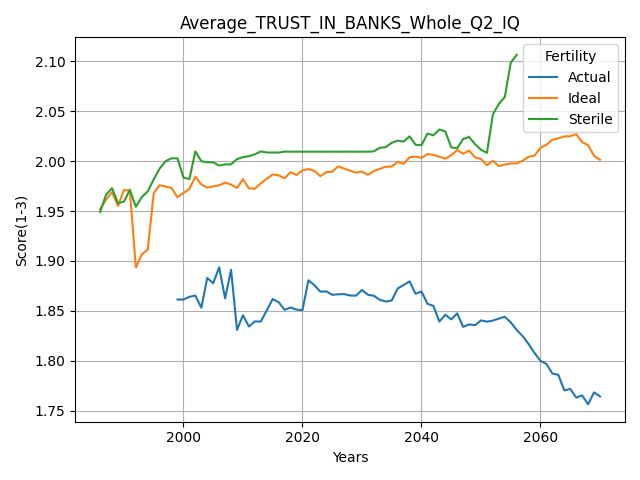 Average_TRUST_IN_BANKS_Whole_Q2_IQ
Score(1-3)
2.10
2.05
2.00
1.95
1.90
1.85
1.80
1.75
Fertility
Actual
Ideal
Sterile
2000 2020 2040 2060
Years